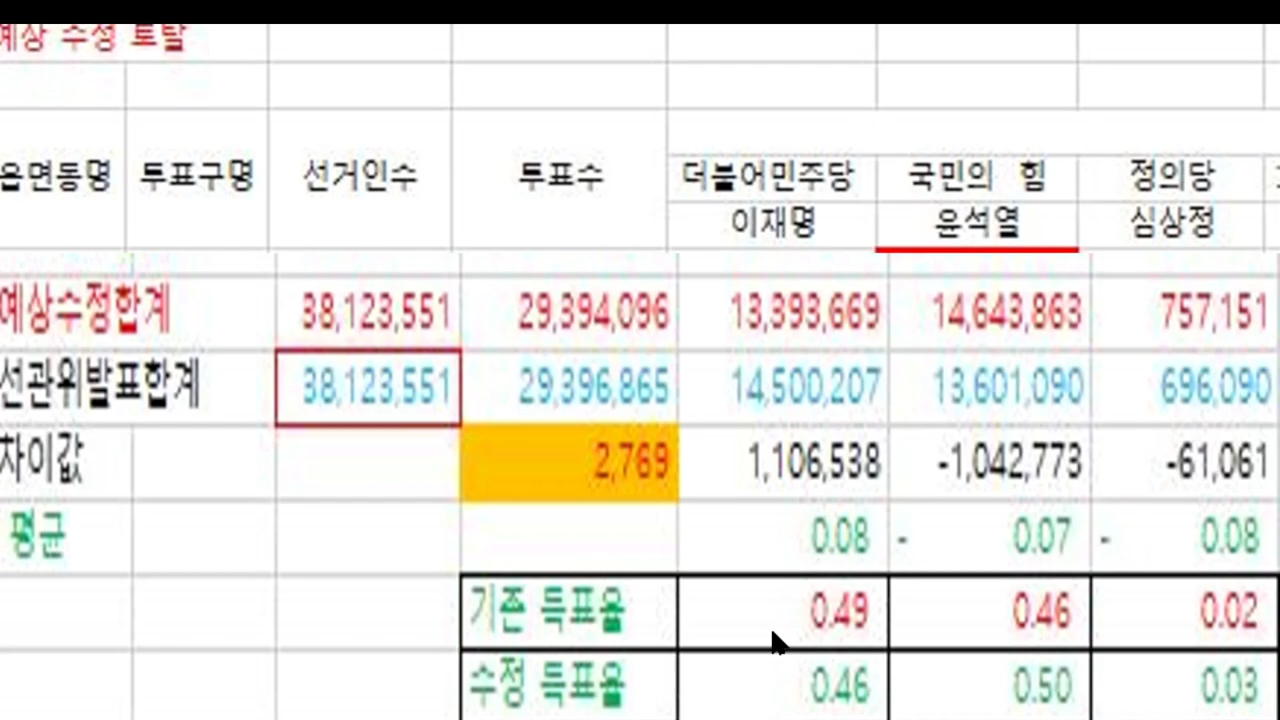 예상 수정 토탈
읍면동명 투표구명 선거인수 투표수 더불어민주당 국민의 힘 정의당
이재명 윤석열 심상정
예상수정합계 38,123,551 29,394,096 13,393,669 14,643,863 757,151
선관위발표합계 38,123,551 29,396,865 14,500,207 13,601,090 696,090
차이값 2,769 1,106,538 -1,042,773 -61,061
평균 0.08 - 0.07 - 0.08
기존 득표율 0.49 0.46 0.02
수정 득표율 0.46 0.50 0.03